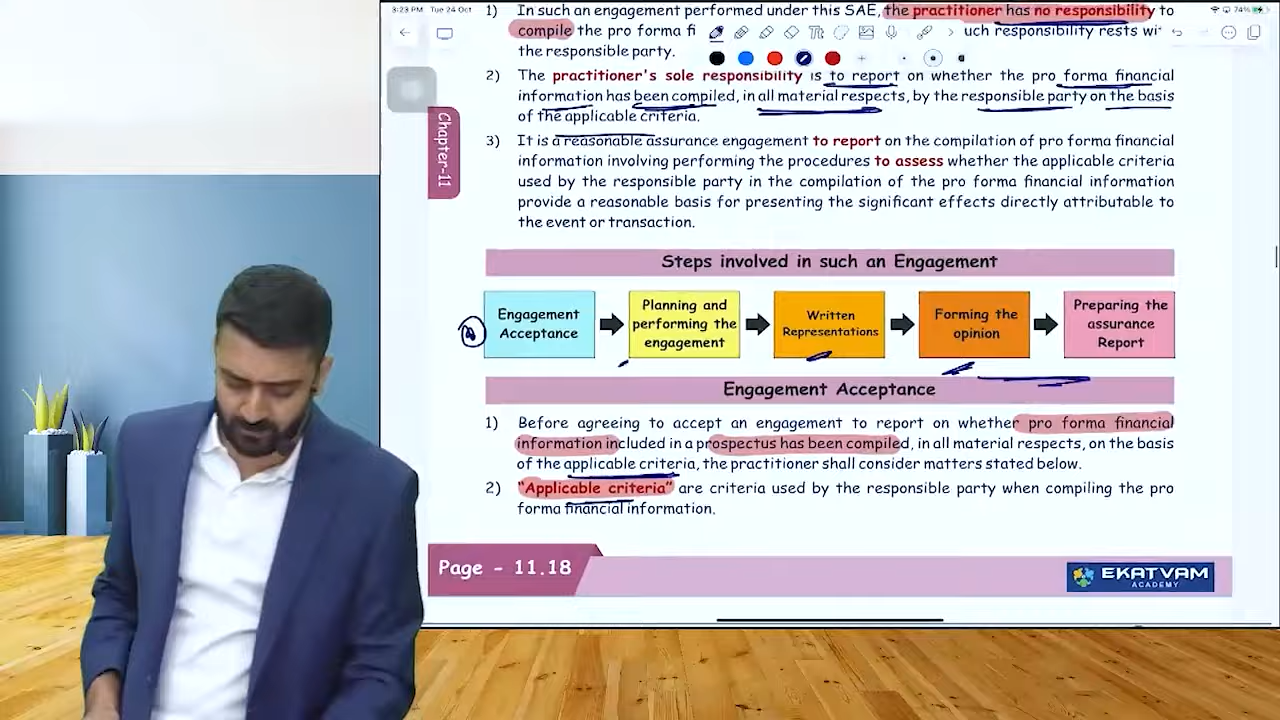 3:23 PM Tue 24 Oct
74%
1) In such an engagement performed under this SAE, the practitioner has no responsibility to
compile the pro forma fi uch responsibility rests wi
the responsible party.
2) The practitioner's sole responsibility is to report on whether the pro forma financial
information has been compiled, in all material respects, by the responsible party on the basis
of the applicable criteria.
Chapter-11
3) It is a reasonable assurance engagement to report on the compilation of pro forma financial
information involving performing the procedures to assess whether the applicable criteria
used by the responsible party in the compilation of the pro forma financial information
provide a reasonable basis for presenting the significant effects directly attributable to
the event or transaction.
Steps involved in such an Engagement
Engagement
Acceptance
Planning and
performing the
engagement
Written
Representations
Forming the
opinion
Preparing the
assurance
Report
Engagement Acceptance
1) Before agreeing to accept an engagement to report on whether pro forma financial
information included in a prospectus has been compiled, in all material respects, on the basis
of the applicable criteria, the practitioner shall consider matters stated below.
2) "Applicable criteria" are criteria used by the responsible party when compiling the pro
forma financial information.
Page - 11.18
EKATVAM
ACADEMY